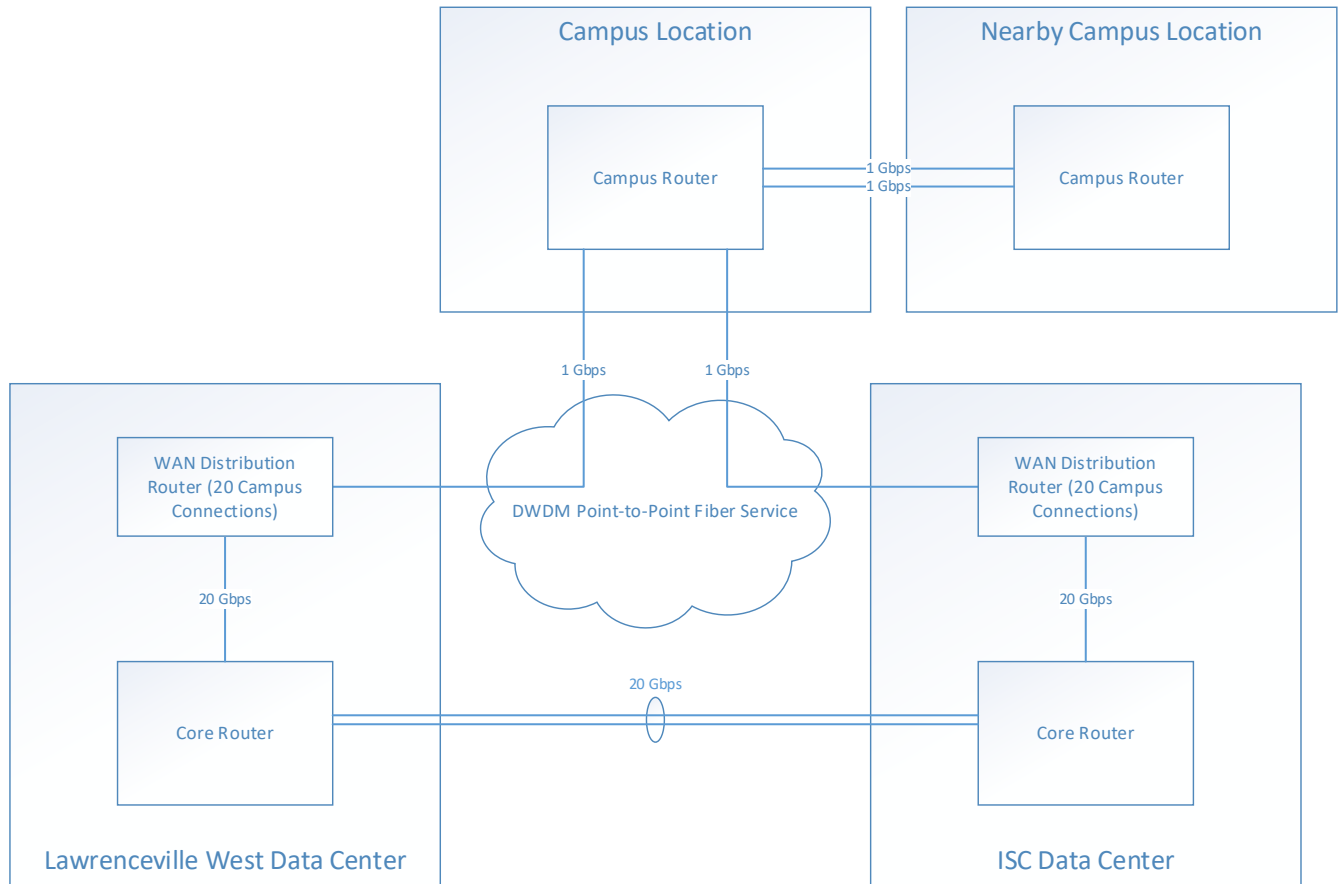 Campus Location
Nearby Campus Location
Campus Router
1 Gbps
1 Gbps
Campus Router
1 Gbps
1 Gbps
WAN Distribution
Router (20 Campus
Connections)
DWDM Point-to-Point Fiber Service
WAN Distribution
Router (20 Campus
Connections)
20 Gbps
20 Gbps
20 Gbps
Core Router
Core Router
Lawrenceville West Data Center
ISC Data Center